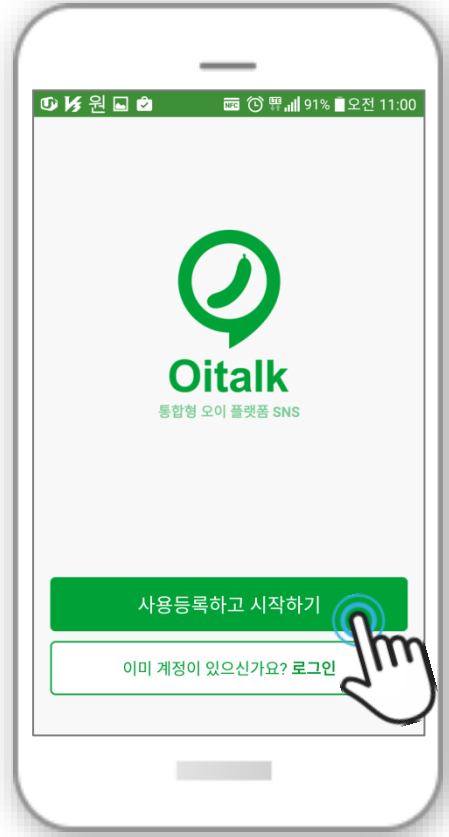 원 NFC 91% 오전 11:00
Oitalk
통합형 오이 플랫폼 SNS
사용등록하고 시작하기
이미 계정이 있으신가요? 로그인